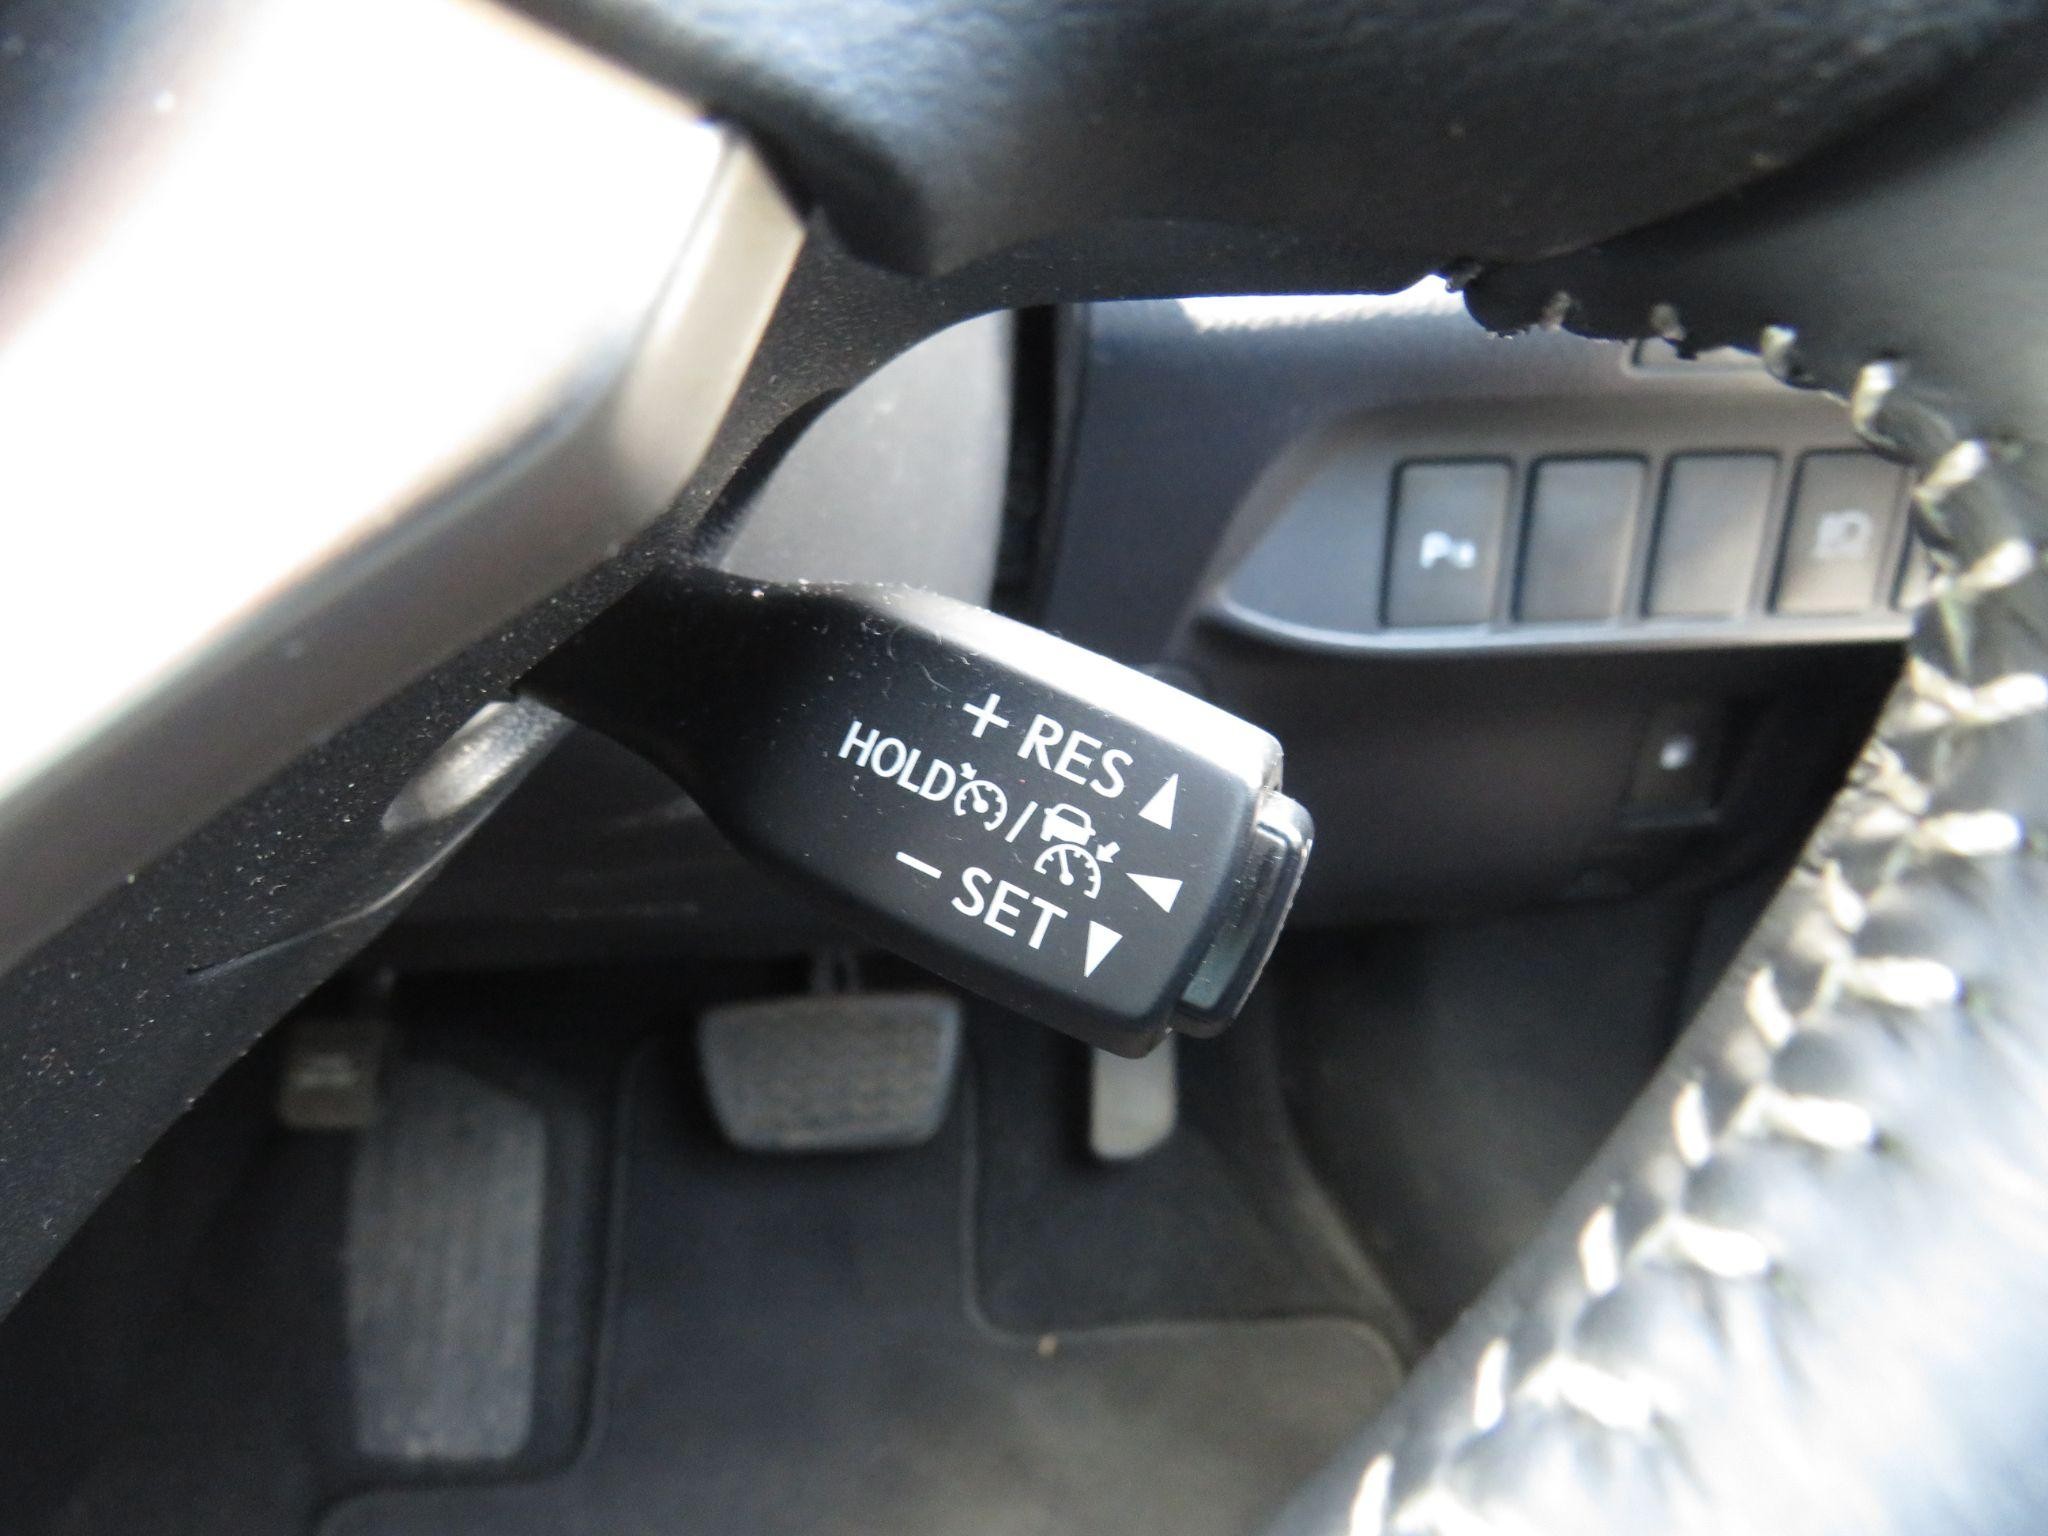 + RES
HOLD /
− SET
P